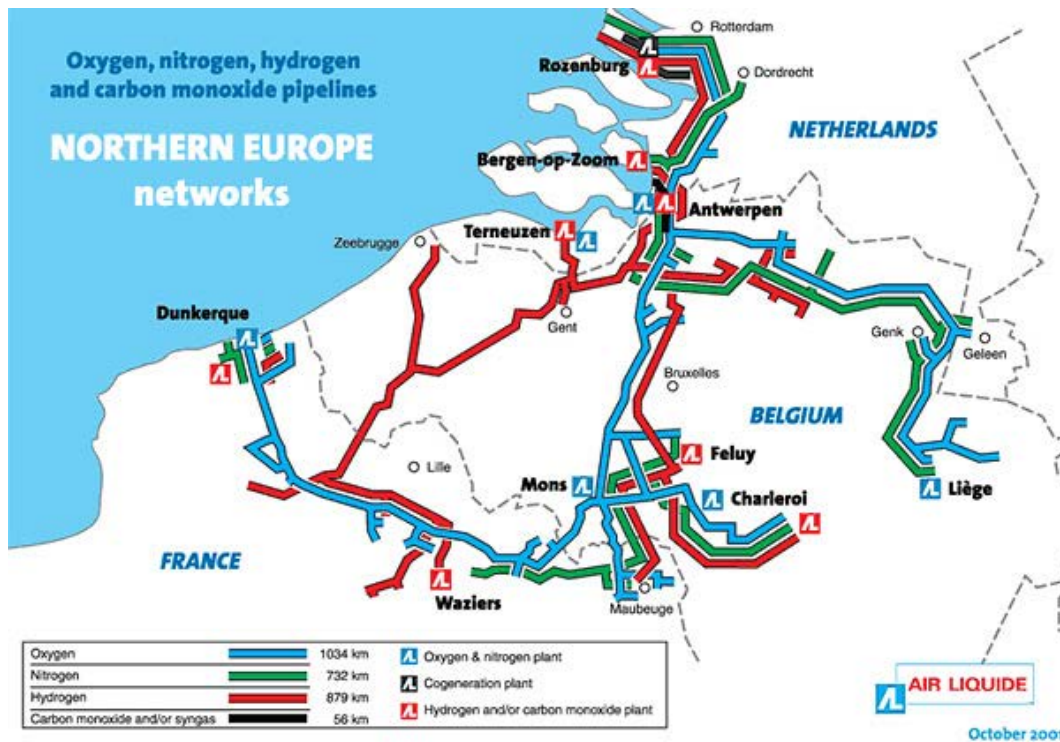 Oxygen, nitrogen, hydrogen
and carbon monoxide pipelines
NORTHERN EUROPE
networks
Rotterdam
Rozenburg
Dordrecht
NETHERLANDS
Bergen-op-Zoom
Antwerpen
Terneuzen
Zeebrugge
Dunkerque
Gent
Genk
Geleen
Bruxelles
BELGIUM
Lille
Feluy
Mons
Charleroi
Liège
FRANCE
Waziers
Maubeuge
Oxygen 1034 km
Nitrogen 732 km
Hydrogen 879 km
Carbon monoxide and/or syngas 56 km
Oxygen & nitrogen plant
Cogeneration plant
Hydrogen and/or carbon monoxide plant
AIR LIQUIDE
October